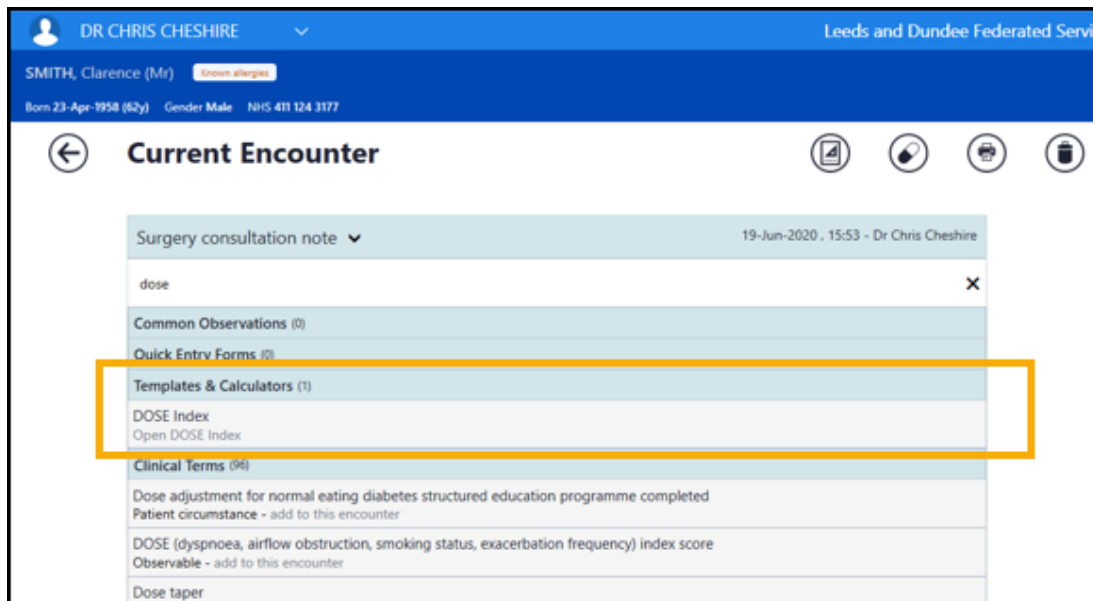 DR CHRIS CHESHIRE
Leeds and Dundee Federated Servi
SMITH, Clarence (Mr) Known allergies
Born 23-Apr-1958 (62y) Gender Male NHS 411 124 3177
Current Encounter
Surgery consultation note
19-Jun-2020 , 15:53 - Dr Chris Cheshire
dose
Common Observations (0)
Quick Entry Forms (0)
Templates & Calculators (1)
DOSE Index
Open DOSE Index
Clinical Terms (96)
Dose adjustment for normal eating diabetes structured education programme completed
Patient circumstance - add to this encounter
DOSE (dyspnoea, airflow obstruction, smoking status, exacerbation frequency) index score
Observable - add to this encounter
Dose taper